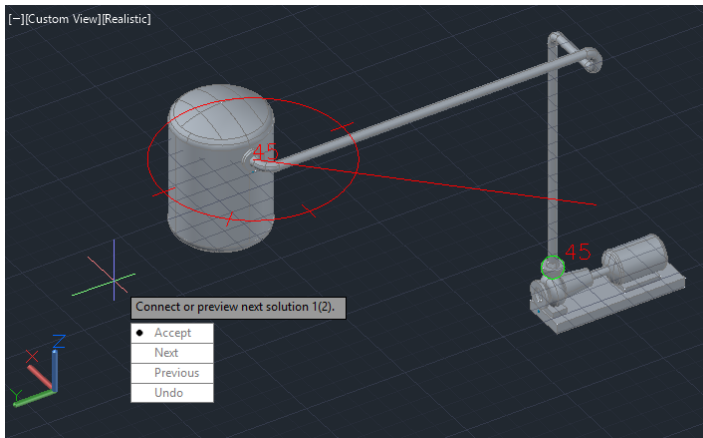 [−][Custom View][Realistic]
45
45
Connect or preview next solution 1(2).
Accept
Next
Previous
Undo
Z
X
Y